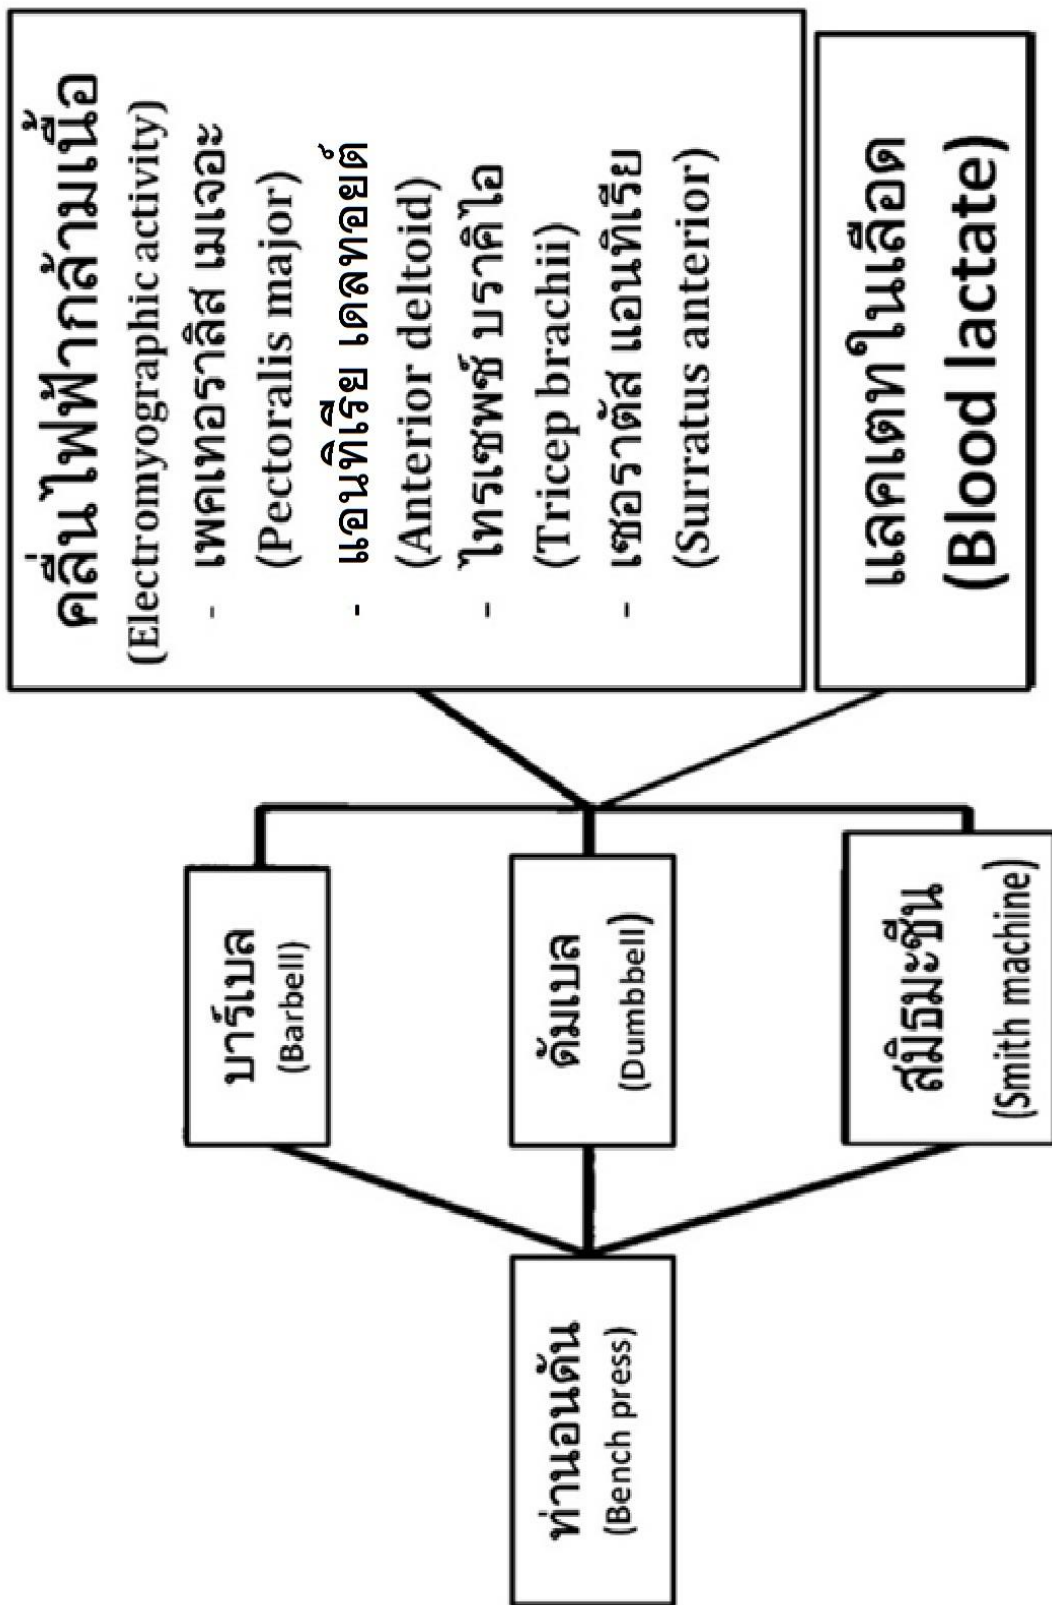 ท่านอนดัน
(Bench press)
บาร์เบล
(Barbell)
ดัมเบล
(Dumbbell)
สมิธมะชีน
(Smith machine)
คลื่นไฟฟ้ากล้ามเนื้อ
(Electromyographic activity)
- เพคเทอราลิส เมเจอะ
(Pectoralis major)
- แอนทิเรีย เดลทอยต์
(Anterior deltoid)
- ไทรเซพซ์ บราคิไอ
(Tricep brachii)
- เซอราตัส แอนทิเรีย
(Surratus anterior)
แลคเตทในเลือด
(Blood lactate)